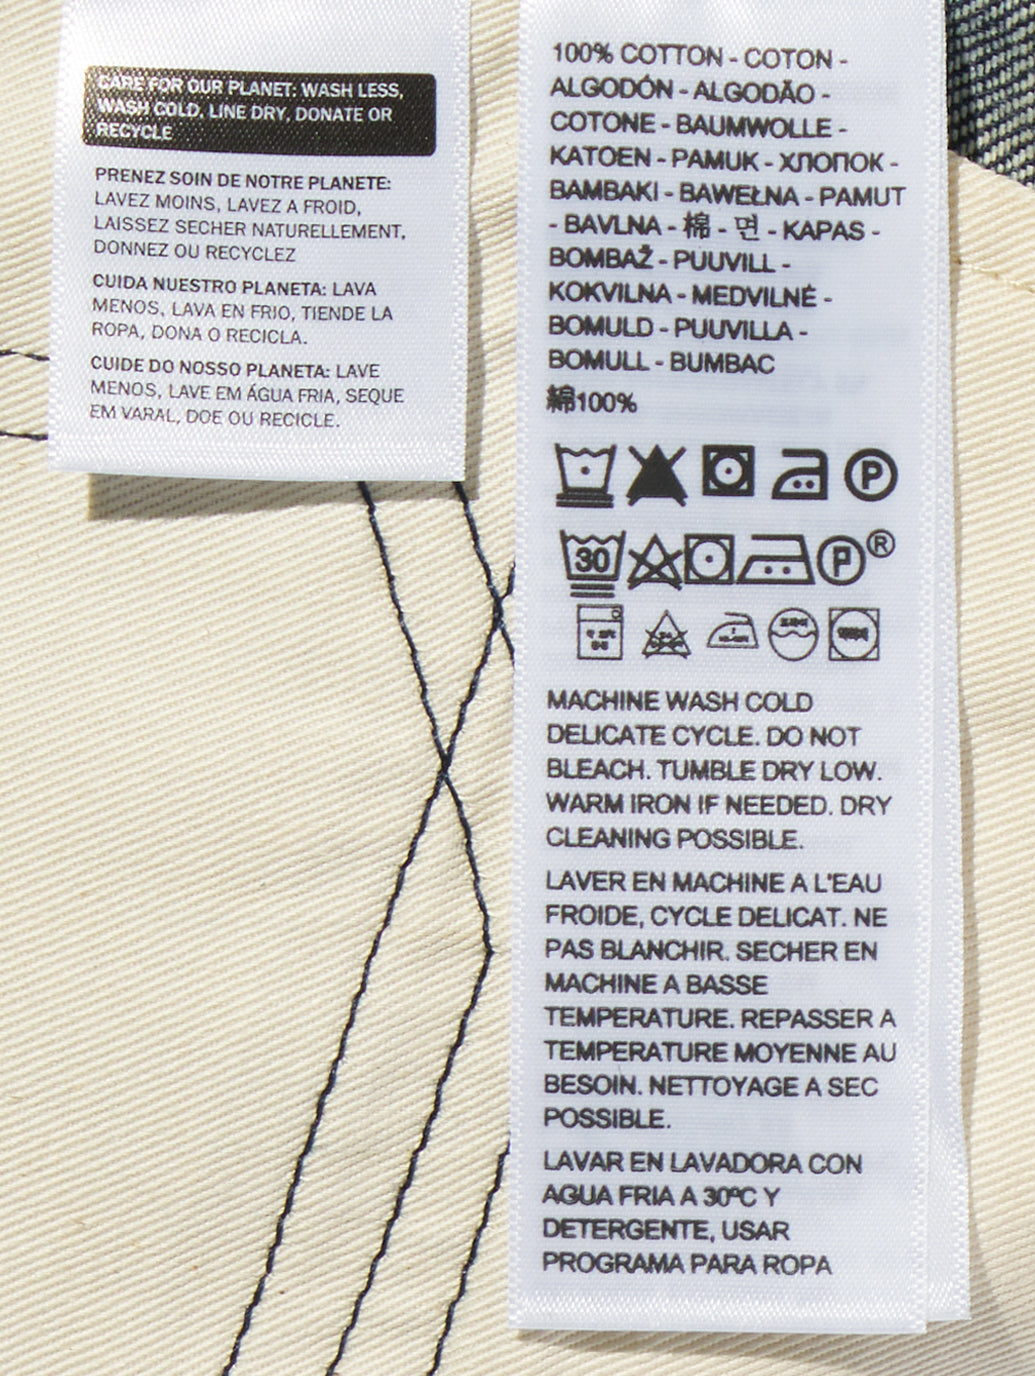 CARE FOR OUR PLANET: WASH LESS,
WASH COLD, LINE DRY, DONATE OR
RECYCLE
PRENEZ SOIN DE NOTRE PLANETE:
LAVEZ MOINS, LAVEZ A FROID,
LAISSEZ SECHER NATURELLEMENT,
DONNEZ OU RECYCLEZ
CUIDA NUESTRO PLANETA: LAVA
MENOS, LAVA EN FRIO, TIENDE LA
ROPA, DONA O RECICLA.
CUIDE DO NOSSO PLANETA: LAVE
MENOS, LAVE EM ÁGUA FRIA, SEQUE
EM VARAL, DOE OU RECICLE.
100% COTTON - COTON -
ALGODÓN - ALGODÃO -
COTONE - BAUMWOLLE -
KATOEN - PAMUK - ХЛОПОК -
BAMBAKI - BAWEŁNA - PAMUT
- BAVLNA - 棉 - 면 - KAPAS -
BOMBAŽ - PUUVILL -
KOKVILNA - MEDVILNĖ -
BOMULD - PUUVILLA -
BOMULL - BUMBAC
綿100%
P
30 P ®
MACHINE WASH COLD
DELICATE CYCLE. DO NOT
BLEACH. TUMBLE DRY LOW.
WARM IRON IF NEEDED. DRY
CLEANING POSSIBLE.
LAVER EN MACHINE A L'EAU
FROIDE, CYCLE DELICAT. NE
PAS BLANCHIR. SECHER EN
MACHINE A BASSE
TEMPERATURE. REPASSER A
TEMPERATURE MOYENNE AU
BESOIN. NETTOYAGE A SEC
POSSIBLE.
LAVAR EN LAVADORA CON
AGUA FRIA A 30ºC Y
DETERGENTE, USAR
PROGRAMA PARA ROPA